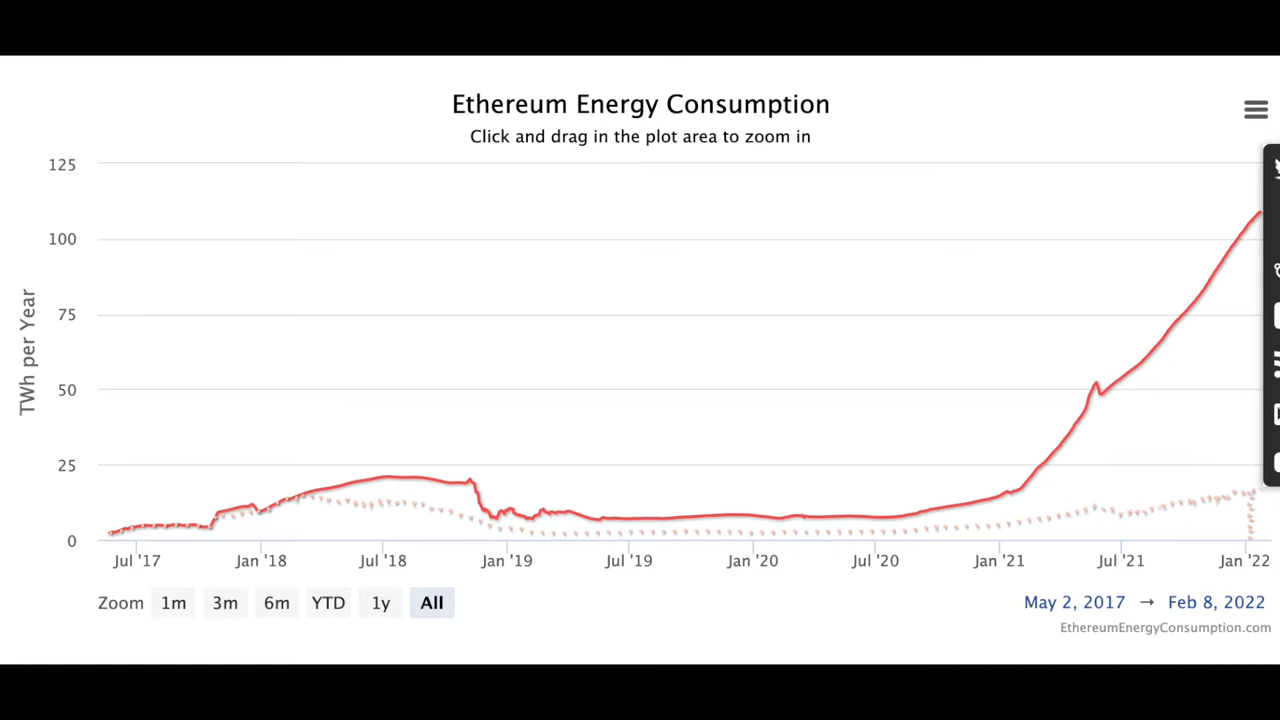 Ethereum Energy Consumption
Click and drag in the plot area to zoom in
125
100
75
50
25
0
TWh per Year
Jul '17 Jan '18 Jul '18 Jan '19 Jul '19 Jan '20 Jul '20 Jan '21 Jul '21 Jan '22
Zoom 1m 3m 6m YTD 1y All May 2, 2017 → Feb 8, 2022
EthereumEnergyConsumption.com